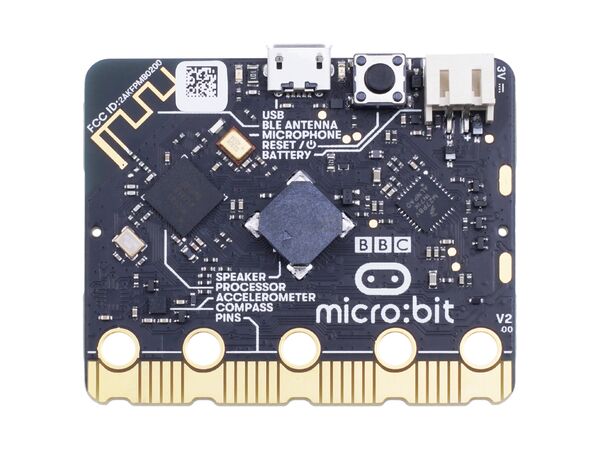 FCC ID: 2AKFPMB0200
3V
USB
BLE ANTENNA
MICROPHONE
RESET /
BATTERY
BBC
SPEAKER
PROCESSOR
ACCELEROMETER
COMPASS
PINS
micro:bit
V2
.00